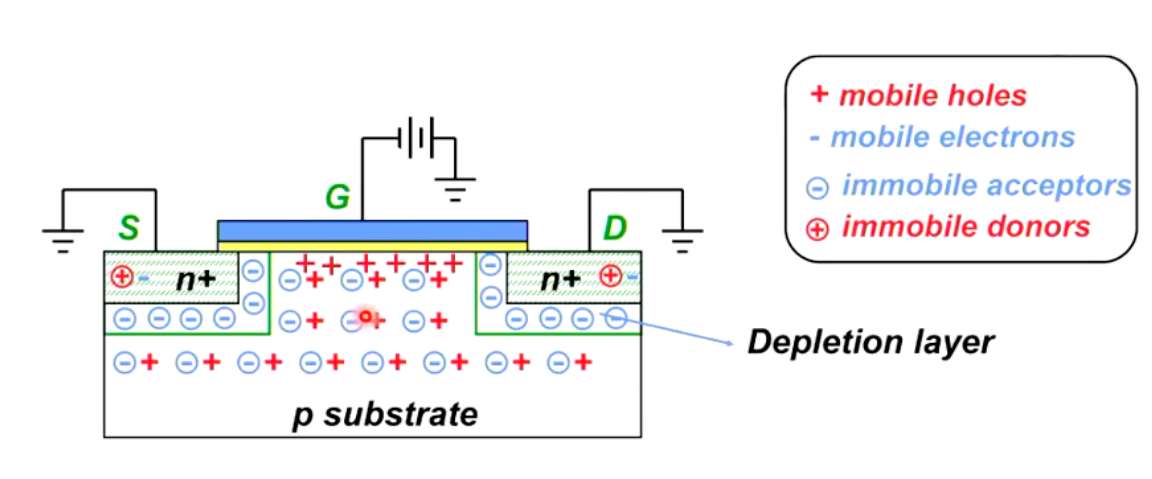 + mobile holes
- mobile electrons
⊖ immobile acceptors
⊕ immobile donors
G
S
D
n+
n+
Depletion layer
p substrate